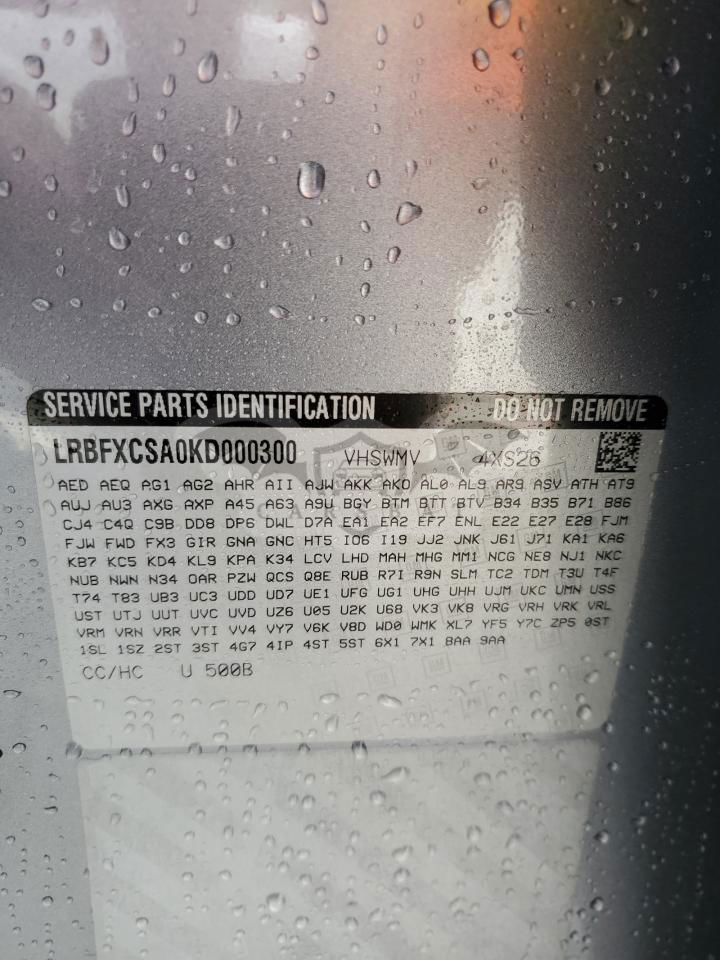 SERVICE PARTS IDENTIFICATION DO NOT REMOVE
LRBFXCSA0KD000300 VHSWMV 4XS26
AED AEQ AG1 AG2 AHR AII AJW AKK AKO AL0 AL9 AR9 ASV ATH AT9
AUJ AU3 AXG AXP A45 A63 A9U BGY BTM BTT BTV B34 B35 B71 B86
CJ4 C4Q C9B DD8 DP6 DWL D7A EA1 EA2 EF7 ENL E22 E27 E28 FJM
FJW FWD FX3 GIR GNA GNC HT5 IO6 I19 JJ2 JNK J61 J71 KA1 KA6
KB7 KC5 KD4 KL9 KPA K34 LCV LHD MAH MHG MM1 NCG NE8 NJ1 NKC
NUB NWN N34 OAR PZW QCS Q8E RUB R7I R9N SLM TC2 TDM T3U T4F
T74 T83 UB3 UC3 UDD UD7 UE1 UFG UG1 UHG UHH UJM UKC UMN USS
UST UTJ UUT UVC UVD UZ6 U05 U2K U68 VK3 VK8 VRG VRH VRK VRL
VRM VRN VRR VTI VV4 VY7 V6K V8D WD0 WMK XL7 YF5 Y7C ZP5 0ST
1SL 1SZ 2ST 3ST 4G7 4IP 4ST 5ST 6X1 7X1 8AA 9AA
CC/HC U 500B